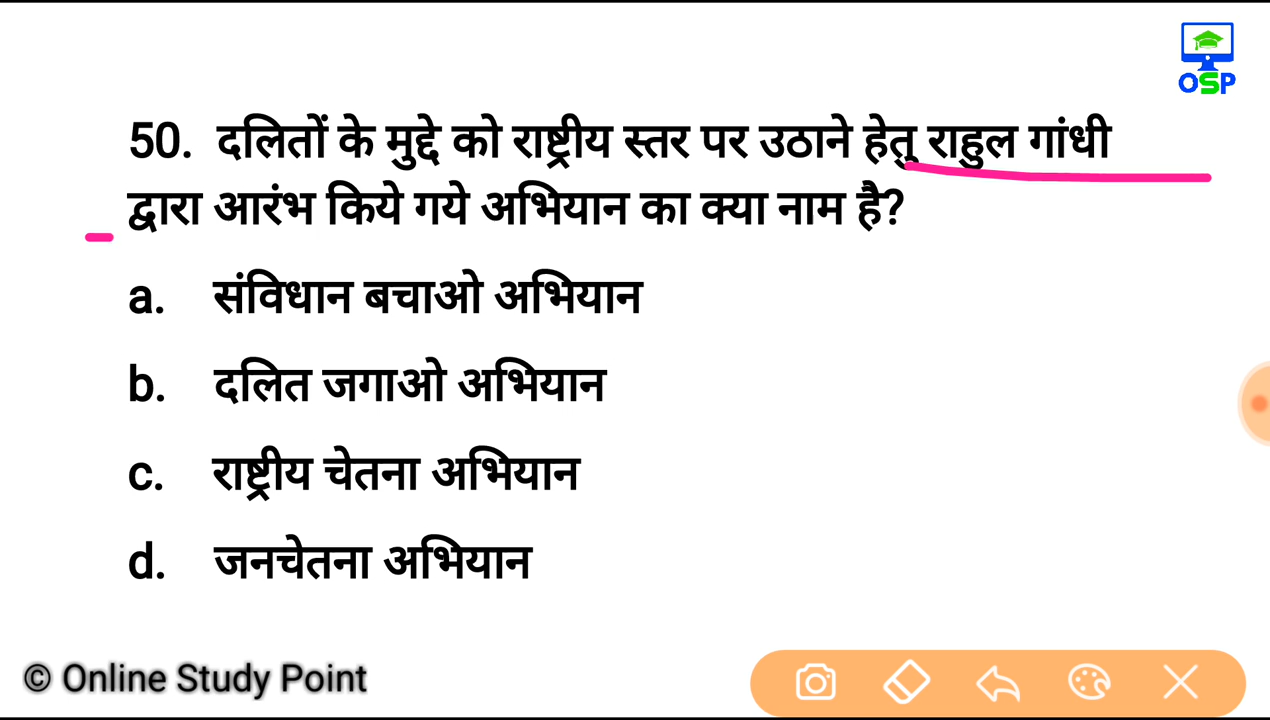 OSP
50. दलितों के मुद्दे को राष्ट्रीय स्तर पर उठाने हेतु राहुल गांधी
द्वारा आरंभ किये गये अभियान का क्या नाम है?
a. संविधान बचाओ अभियान
b. दलित जगाओ अभियान
c. राष्ट्रीय चेतना अभियान
d. जनचेतना अभियान
© Online Study Point